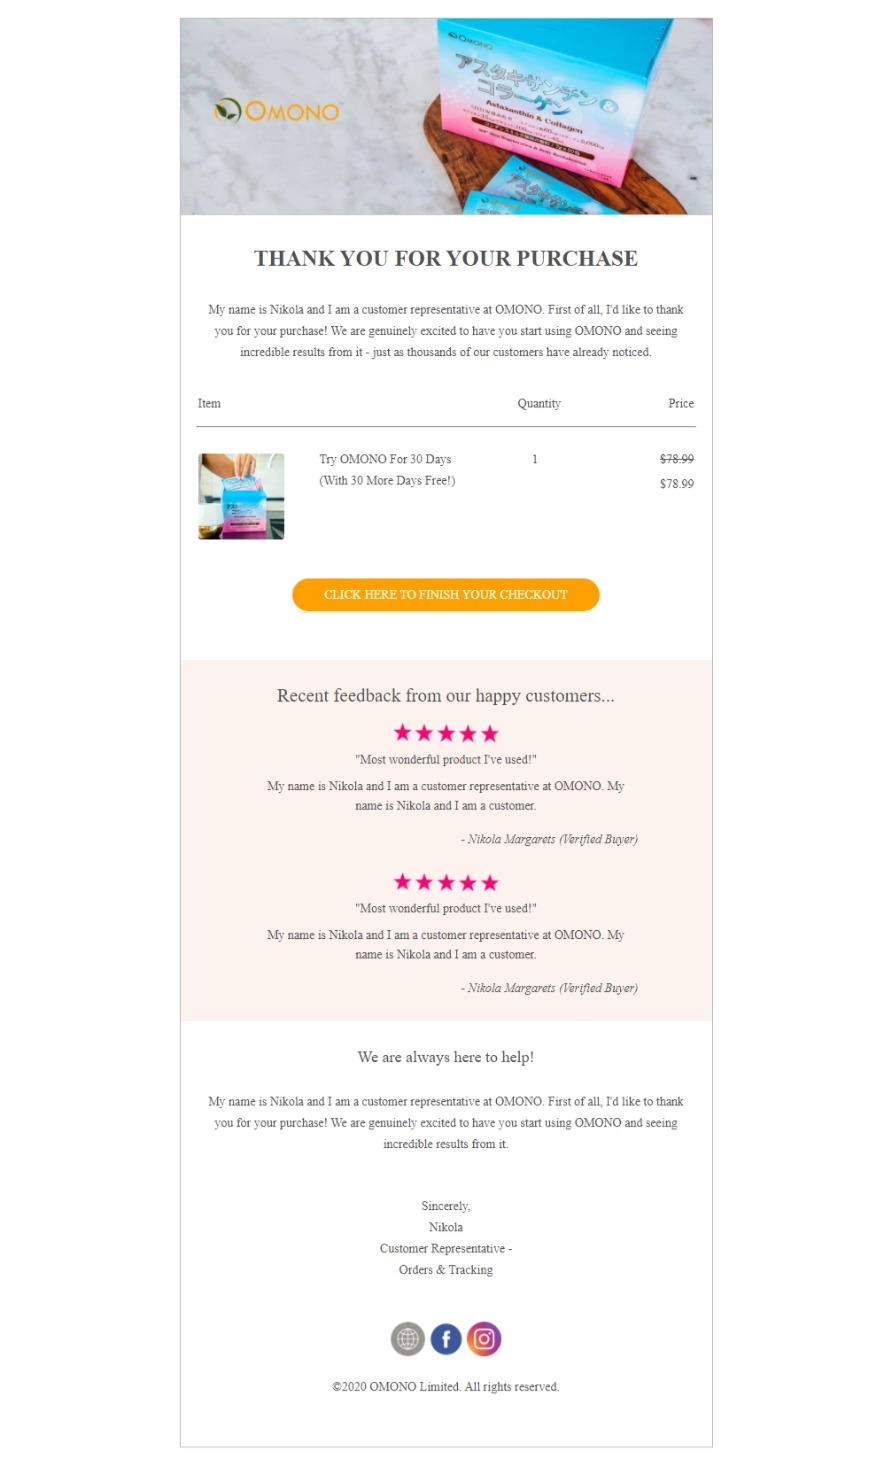 OMONO
OMONO
アスタキサンチン &
コラーゲン
Astaxanthin & Collagen
THANK YOU FOR YOUR PURCHASE
My name is Nikola and I am a customer representative at OMONO. First of all, I'd like to thank
you for your purchase! We are genuinely excited to have you start using OMONO and seeing
incredible results from it - just as thousands of our customers have already noticed.
Item Quantity Price
Try OMONO For 30 Days 1 $78.99
(With 30 More Days Free!) $78.99
CLICK HERE TO FINISH YOUR CHECKOUT
Recent feedback from our happy customers...
"Most wonderful product I've used!"
My name is Nikola and I am a customer representative at OMONO. My
name is Nikola and I am a customer.
- Nikola Margarets (Verified Buyer)
"Most wonderful product I've used!"
My name is Nikola and I am a customer representative at OMONO. My
name is Nikola and I am a customer.
- Nikola Margarets (Verified Buyer)
We are always here to help!
My name is Nikola and I am a customer representative at OMONO. First of all, I'd like to thank
you for your purchase! We are genuinely excited to have you start using OMONO and seeing
incredible results from it.
Sincerely,
Nikola
Customer Representative -
Orders & Tracking
©2020 OMONO Limited. All rights reserved.